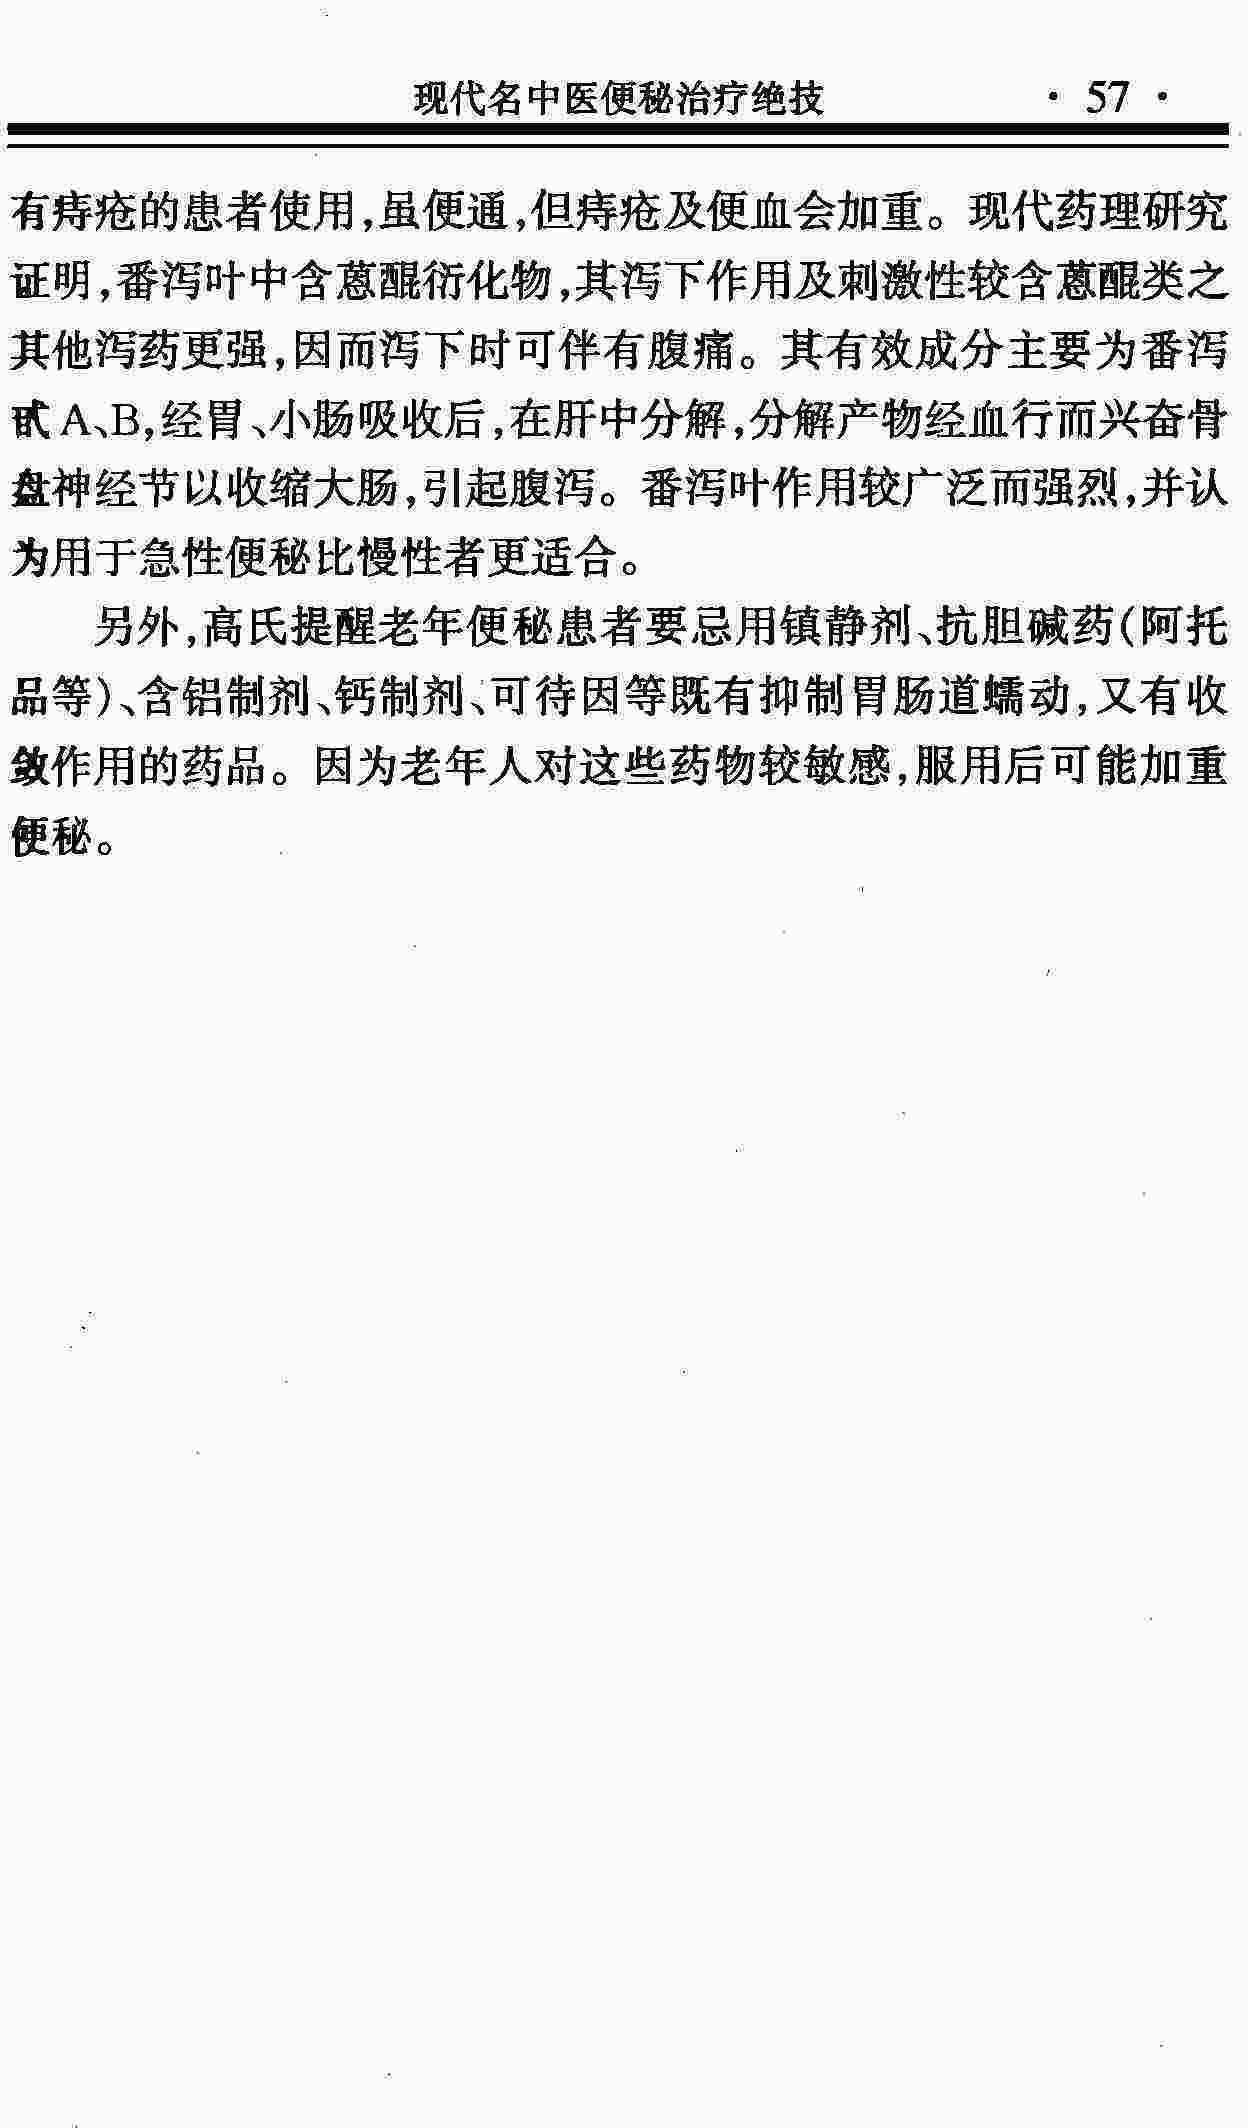 现代名中医便秘治疗绝技 · 57 ·
有痔疮的患者使用,虽便通,但痔疮及便血会加重。现代药理研究
证明,番泻叶中含蒽醌衍化物,其泻下作用及刺激性较含蒽醌类之
其他泻药更强,因而泻下时可伴有腹痛。其有效成分主要为番泻
甙 A、B,经胃、小肠吸收后,在肝中分解,分解产物经血行而兴奋骨
盘神经节以收缩大肠,引起腹泻。番泻叶作用较广泛而强烈,并认
为用于急性便秘比慢性者更适合。
另外,高氏提醒老年便秘患者要忌用镇静剂、抗胆碱药(阿托
品等)、含铝制剂、钙制剂、可待因等既有抑制胃肠道蠕动,又有收
敛作用的药品。因为老年人对这些药物较敏感,服用后可能加重
便秘。